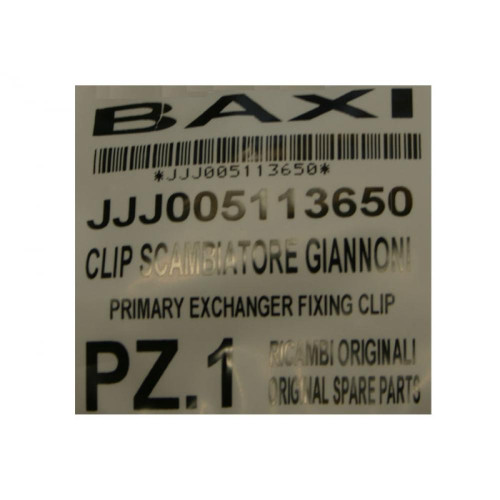 BAXI
*JJJ005113650*
JJJ005113650
CLIP SCAMBIATORE GIANNONI
PRIMARY EXCHANGER FIXING CLIP
PZ.1
RICAMBI ORIGINALI
ORIGINAL SPARE PARTS